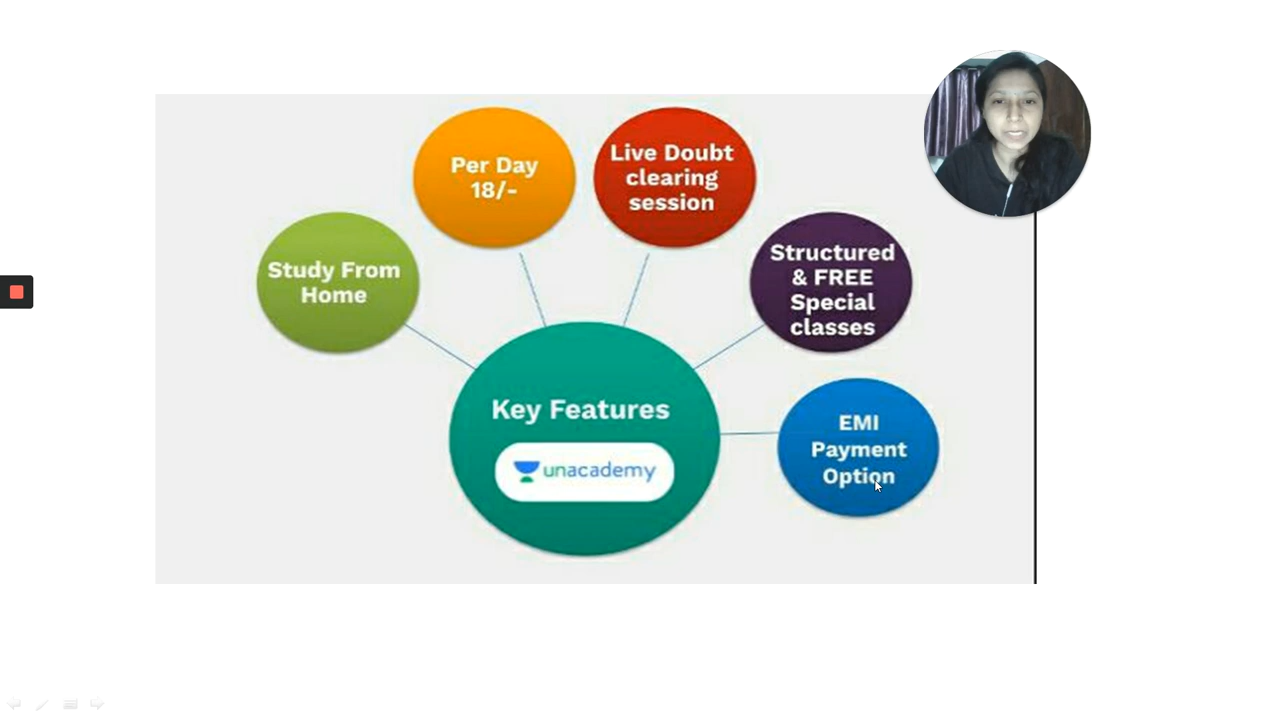 Per Day
18/-
Live Doubt
clearing
session
Study From
Home
Structured
& FREE
Special
classes
Key Features
unacademy
EMI
Payment
Option